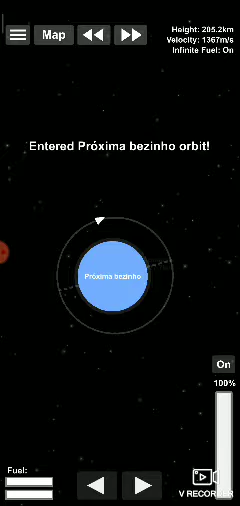 Map
Height: 205.2km
Velocity: 1367m/s
Infinite Fuel: On
Entered Próxima bezinho orbit!
Próxima bezinho
On
100%
Fuel:
V RECORDER